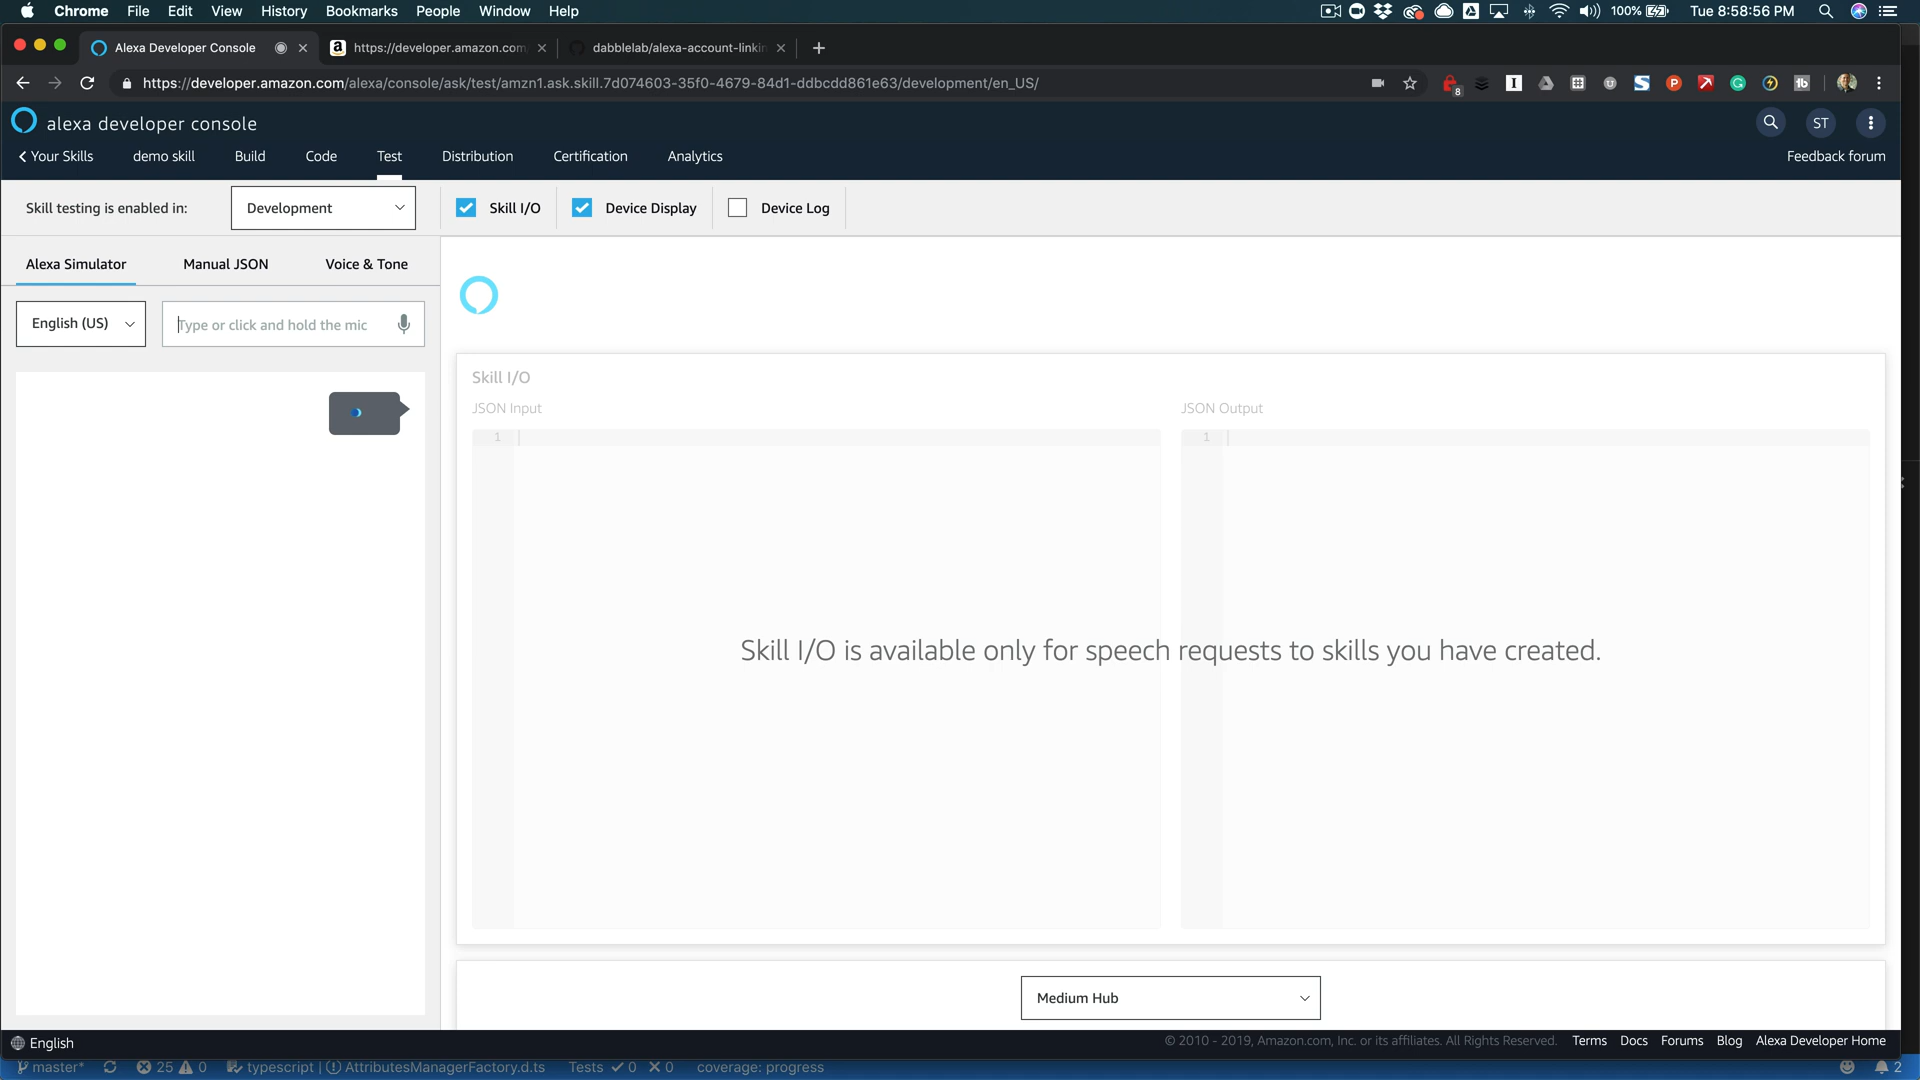 Chrome File Edit View History Bookmarks People Window Help 100% Tue 8:58:56 PM
Alexa Developer Console https://developer.amazon.com dabblelab/alexa-account-linkin
https://developer.amazon.com/alexa/console/ask/test/amzn1.ask.skill.7d074603-35f0-4679-84d1-ddbcdd861e63/development/en_US/ 8
alexa developer console ST
Your Skills demo skill Build Code Test Distribution Certification Analytics Feedback forum
Skill testing is enabled in: Development Skill I/O Device Display Device Log
Alexa Simulator Manual JSON Voice & Tone
English (US) Type or click and hold the mic
Skill I/O
JSON Input JSON Output
1 1
Skill I/O is available only for speech requests to skills you have created.
Medium Hub
English © 2010 - 2019, Amazon.com, Inc. or its affiliates. All Rights Reserved. Terms Docs Forums Blog Alexa Developer Home
master* 25 0 typescript | AttributesManagerFactory.d.ts Tests 0 0 coverage: progress 2